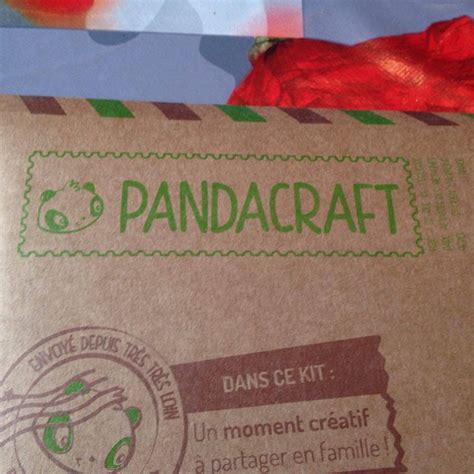 PANDACRAFT
ENVOYÉ DEPUIS TRÈS TRÈS LOIN
DANS CE KIT :
Un moment créatif
à partager en famille !